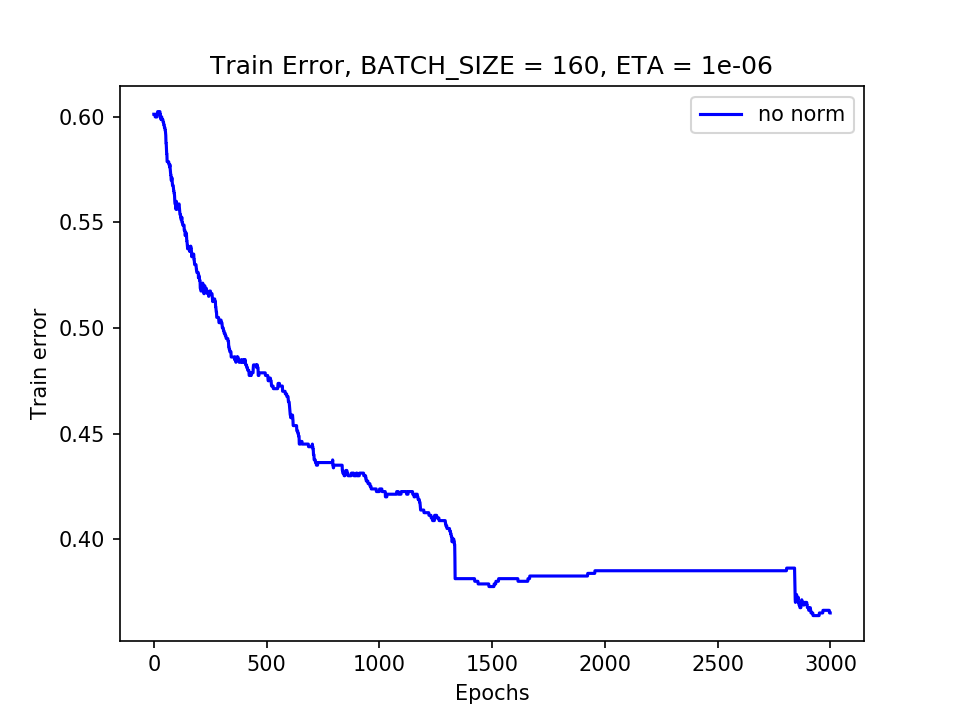 Train Error, BATCH_SIZE = 160, ETA = 1e-06
no norm
Train error
0.60
0.55
0.50
0.45
0.40
0 500 1000 1500 2000 2500 3000
Epochs